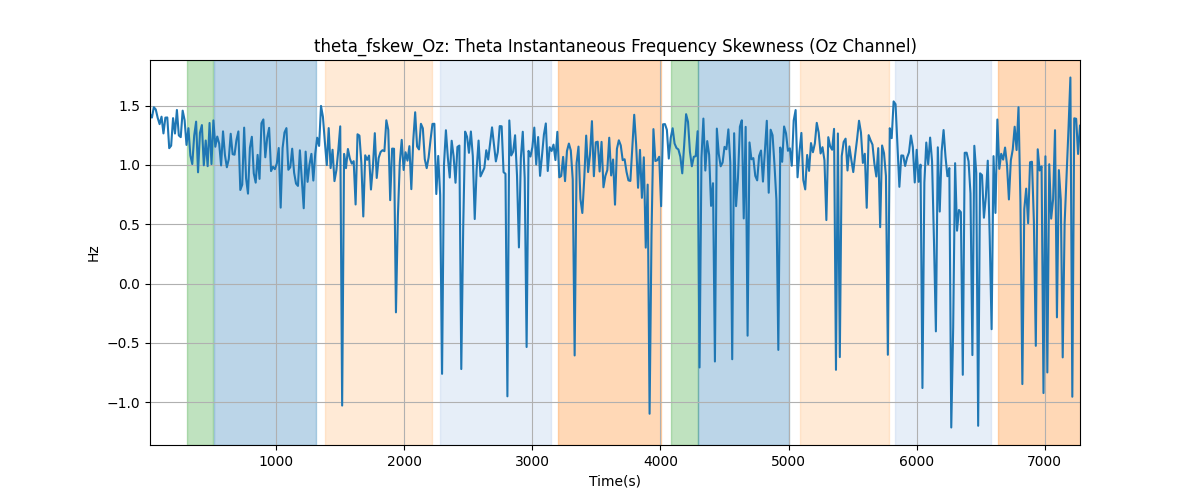 theta_fskew_Oz: Theta Instantaneous Frequency Skewness (Oz Channel)
Hz
1.5
1.0
0.5
0.0
−0.5
−1.0
1000 2000 3000 4000 5000 6000 7000
Time(s)